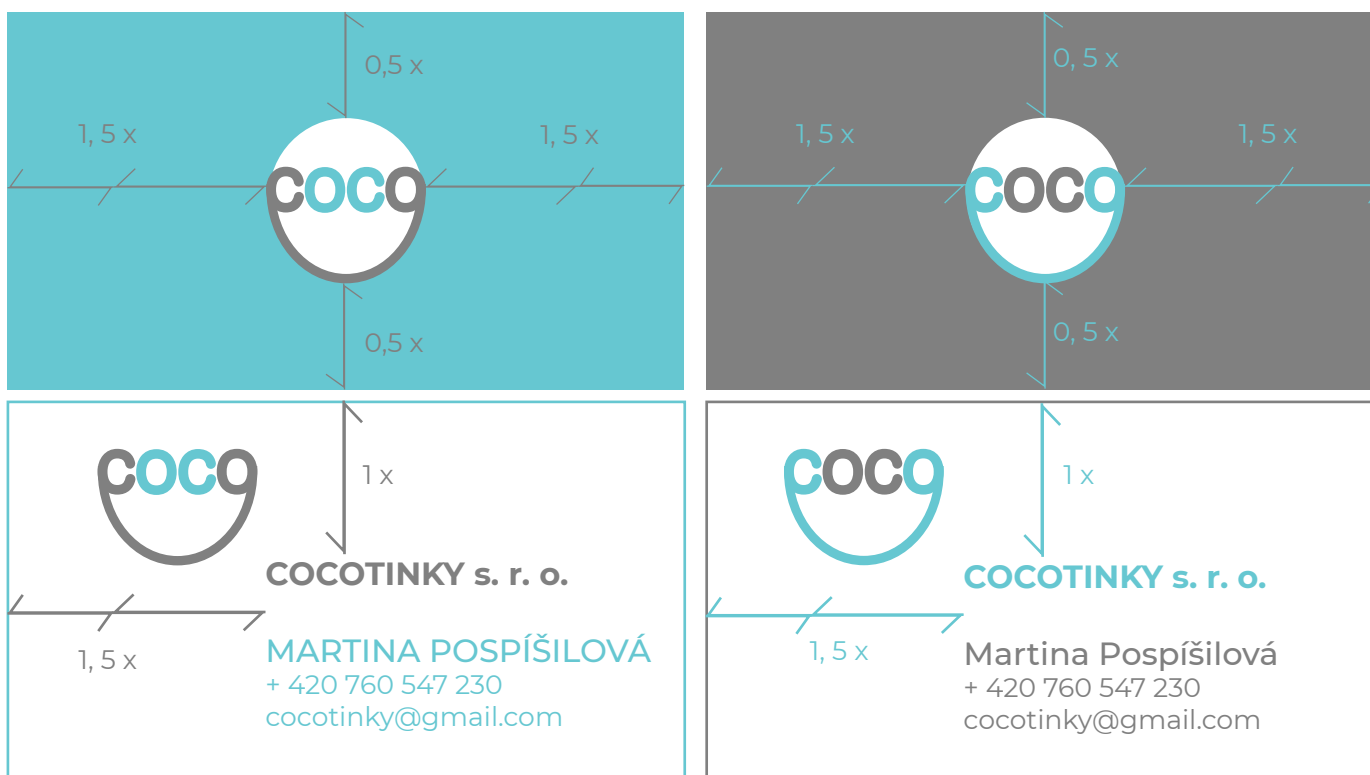 0,5 x
1, 5 x
1, 5 x
coco
0,5 x
0, 5 x
1, 5 x
1, 5 x
coco
0, 5 x
coco
1 x
COCOTINKY s. r. o.
1, 5 x
MARTINA POSPÍŠILOVÁ
+ 420 760 547 230
cocotinky@gmail.com
coco
1 x
COCOTINKY s. r. o.
1, 5 x
Martina Pospíšilová
+ 420 760 547 230
cocotinky@gmail.com